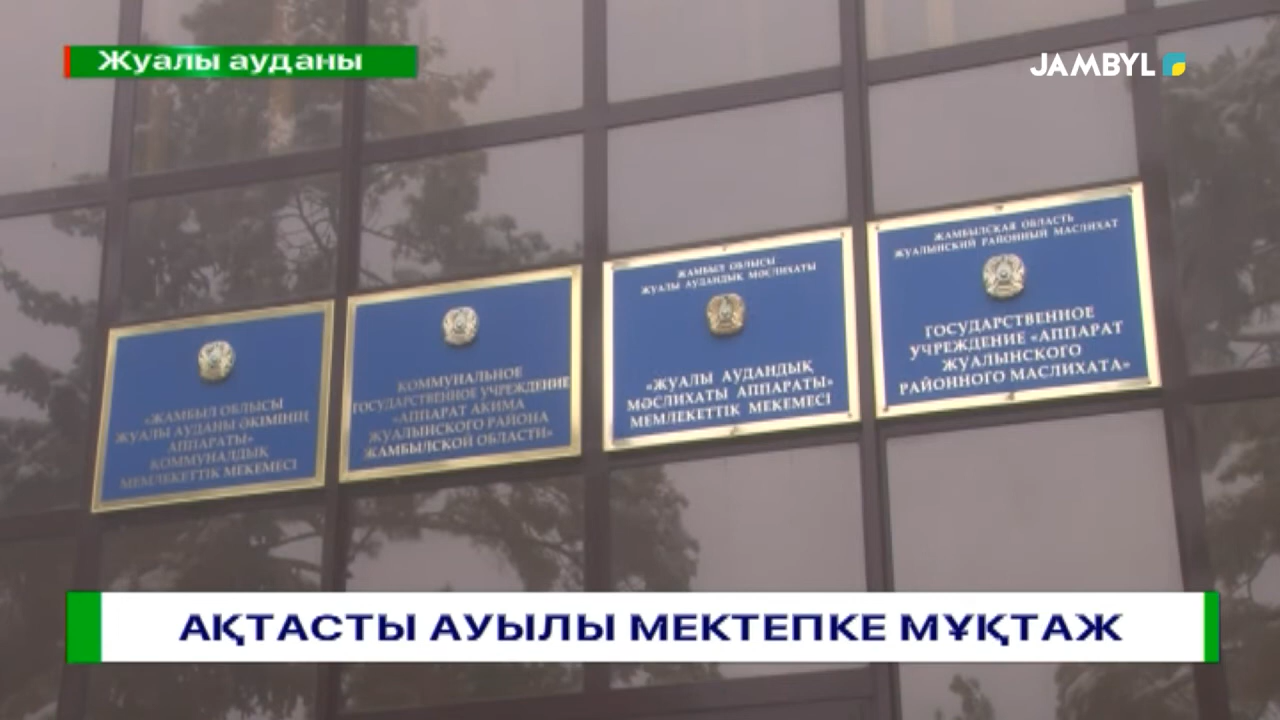 Жуалы ауданы
JAMBYL
«ЖАМБЫЛ ОБЛЫСЫ
ЖУАЛЫ АУДАНЫ ӘКІМІНІҢ
АППАРАТЫ»
КОММУНАЛДЫҚ
МЕМЛЕКЕТТІК МЕКЕМЕСІ
КОММУНАЛЬНОЕ
ГОСУДАРСТВЕННОЕ УЧРЕЖДЕНИЕ
«АППАРАТ АКИМА
ЖУАЛЫНСКОГО РАЙОНА
ЖАМБЫЛСКОЙ ОБЛАСТИ»
ЖАМБЫЛ ОБЛЫСЫ
ЖУАЛЫ АУДАНДЫҚ МӘСЛИХАТЫ
«ЖУАЛЫ АУДАНДЫҚ
МӘСЛИХАТЫ АППАРАТЫ»
МЕМЛЕКЕТТІК МЕКЕМЕСІ
ЖАМБЫЛСКАЯ ОБЛАСТЬ
ЖУАЛЫНСКИЙ РАЙОННЫЙ МАСЛИХАТ
ГОСУДАРСТВЕННОЕ
УЧРЕЖДЕНИЕ «АППАРАТ
ЖУАЛЫНСКОГО
РАЙОННОГО МАСЛИХАТА»
АҚТАСТЫ АУЫЛЫ МЕКТЕПКЕ МҰҚТАЖ